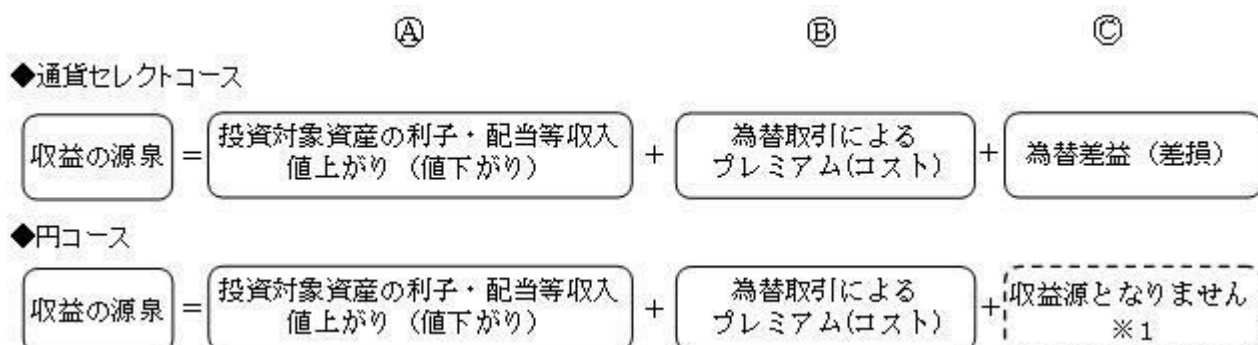 Ⓐ Ⓑ Ⓒ
◆通貨セレクトコース
収益の源泉 = 投資対象資産の利子・配当等収入 値上がり（値下がり） + 為替取引による プレミアム(コスト) + 為替差益（差損）
◆円コース
収益の源泉 = 投資対象資産の利子・配当等収入 値上がり（値下がり） + 為替取引による プレミアム(コスト) + 収益源となりません ※1